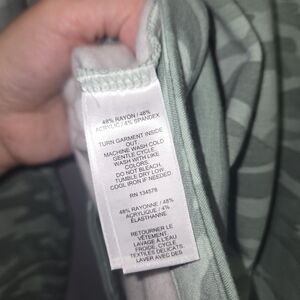 48% RAYON / 48%
ACRYLIC / 4% SPANDEX
TURN GARMENT INSIDE
OUT
MACHINE WASH COLD
GENTLE CYCLE
WASH WITH LIKE
COLORS.
DO NOT BLEACH.
TUMBLE DRY LOW
COOL IRON IF NEEDED
RN 134578
48% RAYONNE / 48%
ACRYLIQUE / 4%
ÉLASTHANNE
RETOURNER LE
VÊTEMENT.
LAVAGE À L'EAU
FROIDE, CYCLE
TEXTILES DÉLICATS.
LAVER AVEC DES